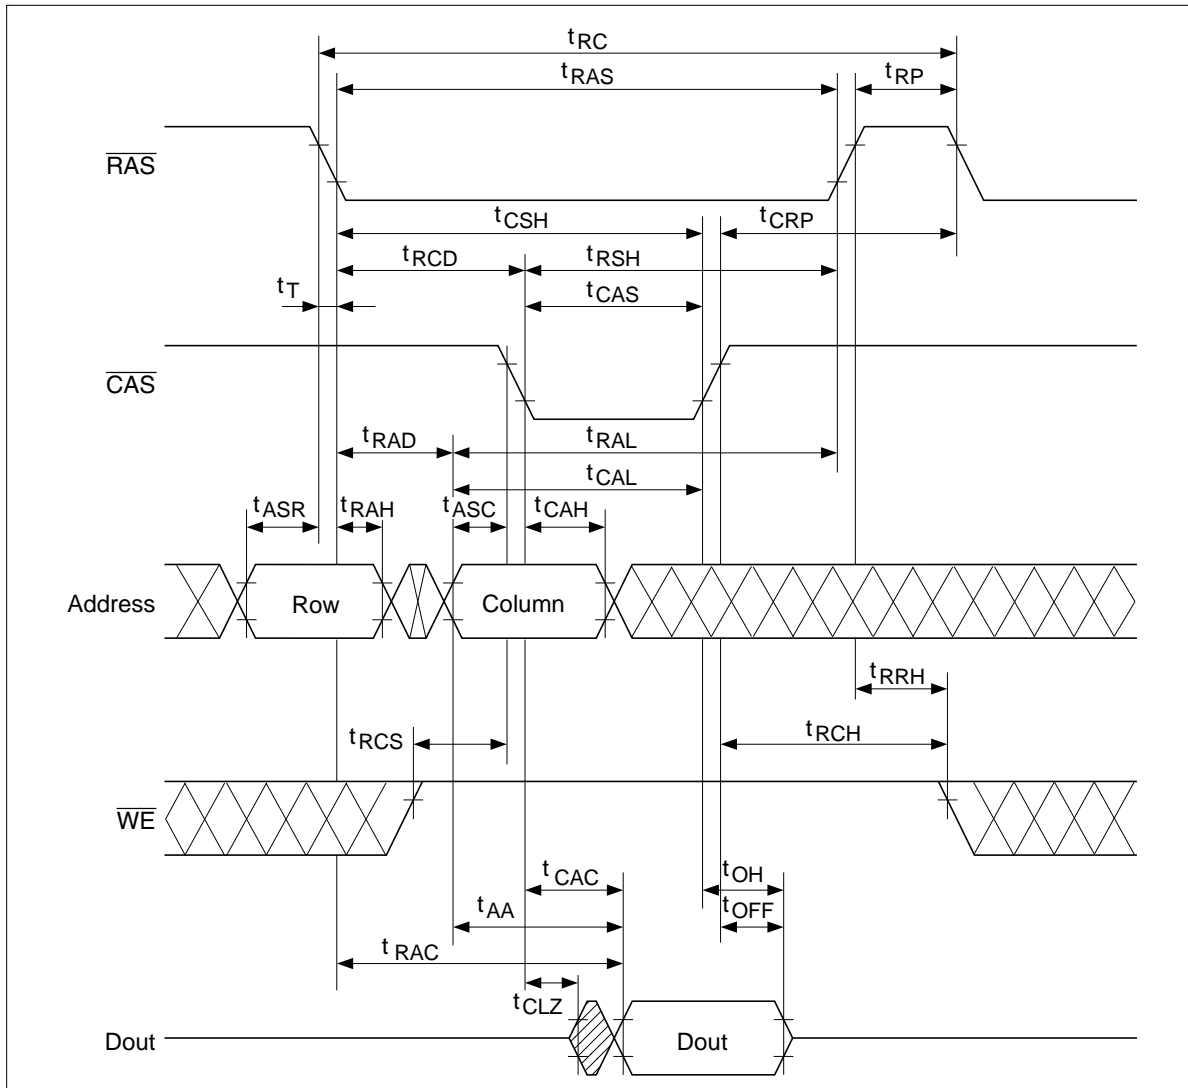 tRC
tRAS tRP
RAS
tCSH tCRP
tRCD tRSH
tT tCAS
CAS
tRAD tRAL
tCAL
tASR tRAH tASC tCAH
Address Row Column
tRRH
tRCS tRCH
WE
tCAC tOH
tAA tOFF
tRAC
tCLZ
Dout Dout